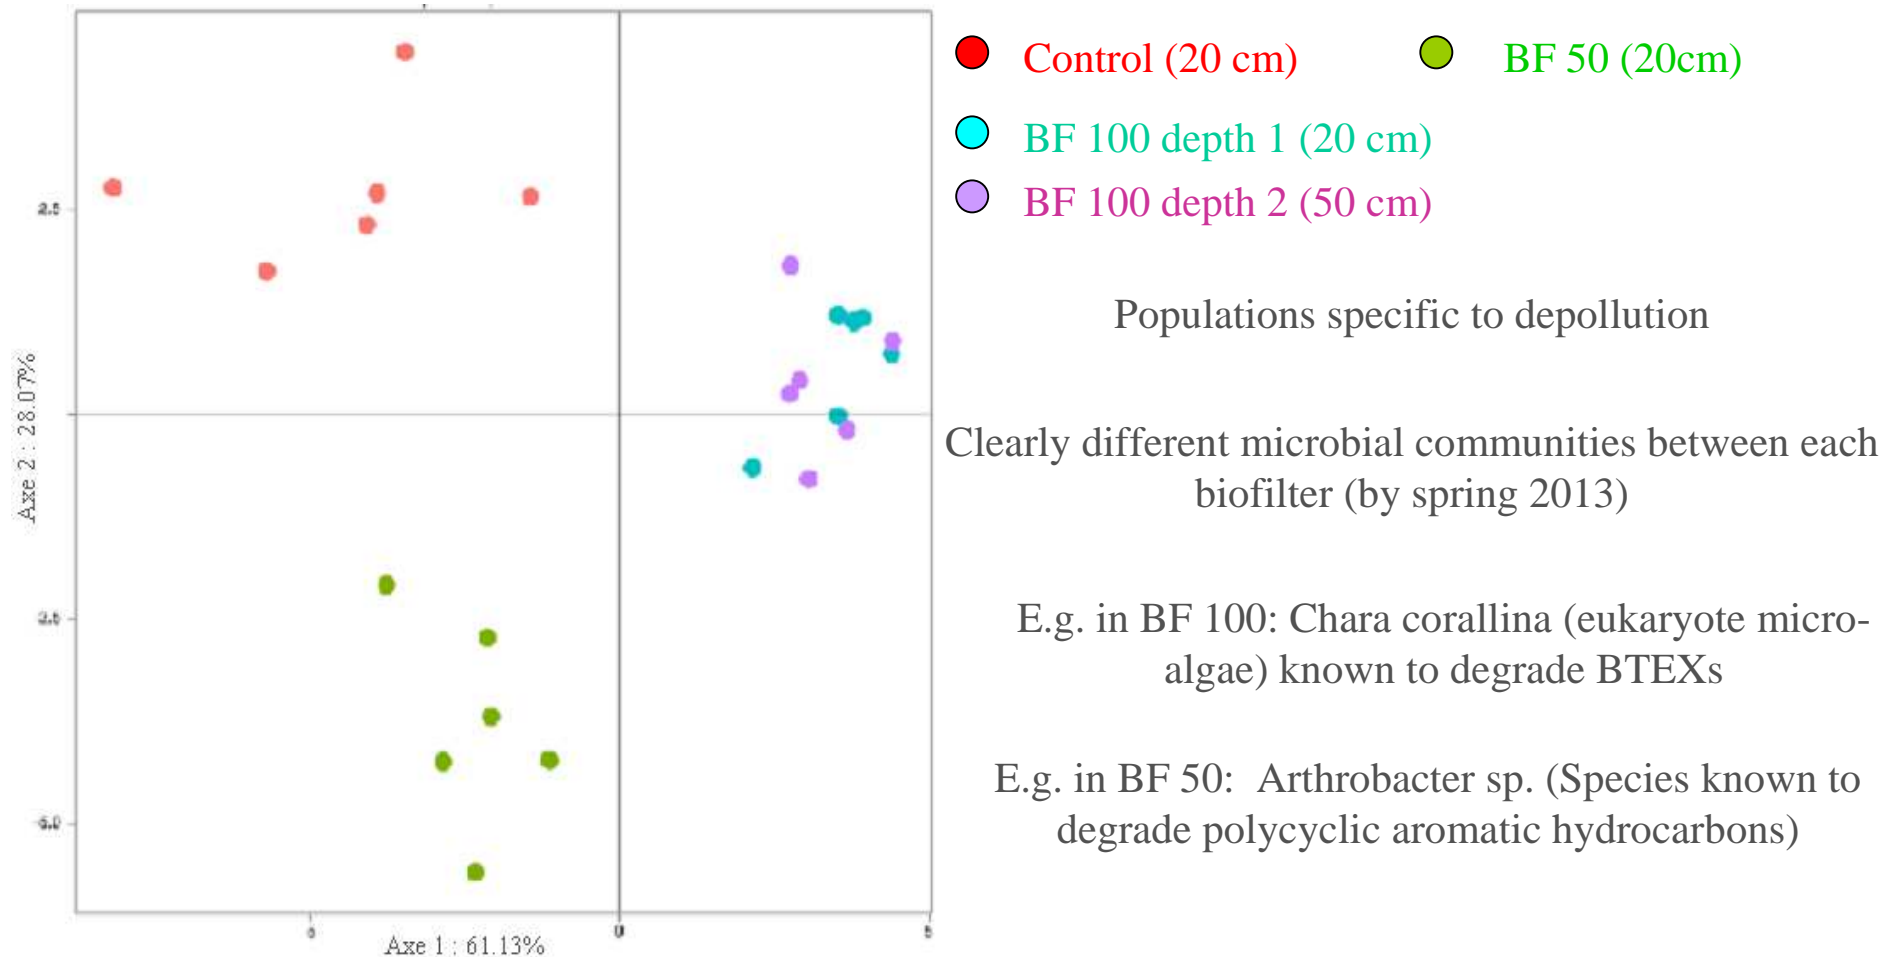 Control (20 cm)
BF 50 (20cm)
BF 100 depth 1 (20 cm)
BF 100 depth 2 (50 cm)
Populations specific to depollution
Clearly different microbial communities between each
biofilter (by spring 2013)
E.g. in BF 100: Chara corallina (eukaryote micro-
algae) known to degrade BTEXs
E.g. in BF 50: Arthrobacter sp. (Species known to
degrade polycyclic aromatic hydrocarbons)
Axe 2 : 28.07%
2.5
Axe 1 : 61.13%
0
5